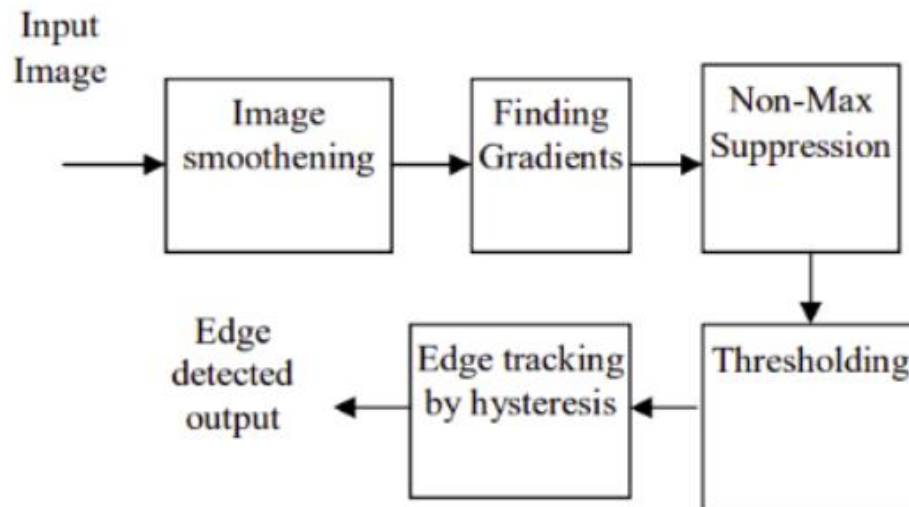 Input
Image
Image
smoothening
Finding
Gradients
Non-Max
Suppression
Thresholding
Edge tracking
by hysteresis
Edge
detected
output